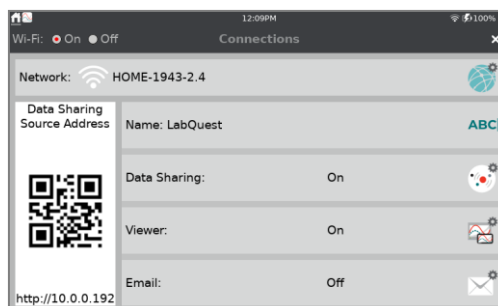 12:09PM
100%
Wi-Fi: On Off
Connections
x
Network: HOME-1943-2.4
Data Sharing
Source Address
Name: LabQuest
ABC
Data Sharing: On
Viewer: On
Email: Off
http://10.0.0.192